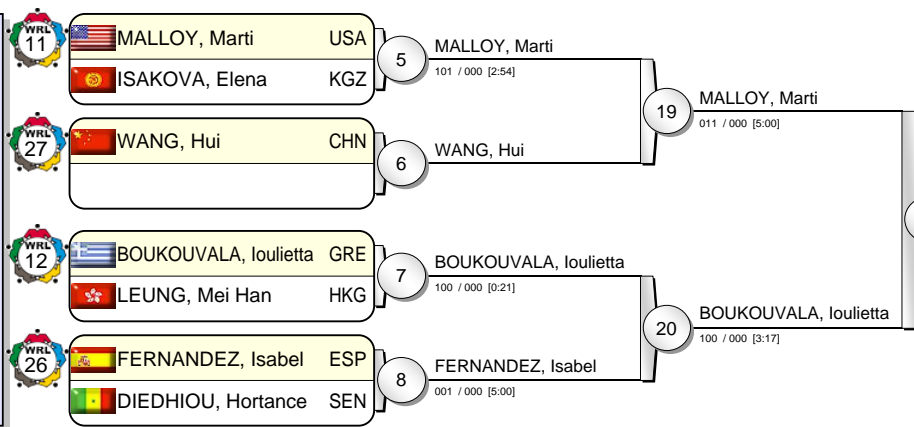 WRL
11
MALLOY, Marti USA
ISAKOVA, Elena KGZ
5
MALLOY, Marti
101 / 000 [2:54]
WRL
27
WANG, Hui CHN
6
WANG, Hui
19
MALLOY, Marti
011 / 000 [5:00]
WRL
12
BOUKOUVALA, Ioulietta GRE
LEUNG, Mei Han HKG
7
BOUKOUVALA, Ioulietta
100 / 000 [0:21]
WRL
26
FERNANDEZ, Isabel ESP
DIEDHIOU, Hortance SEN
8
FERNANDEZ, Isabel
001 / 000 [5:00]
20
BOUKOUVALA, Ioulietta
100 / 000 [3:17]